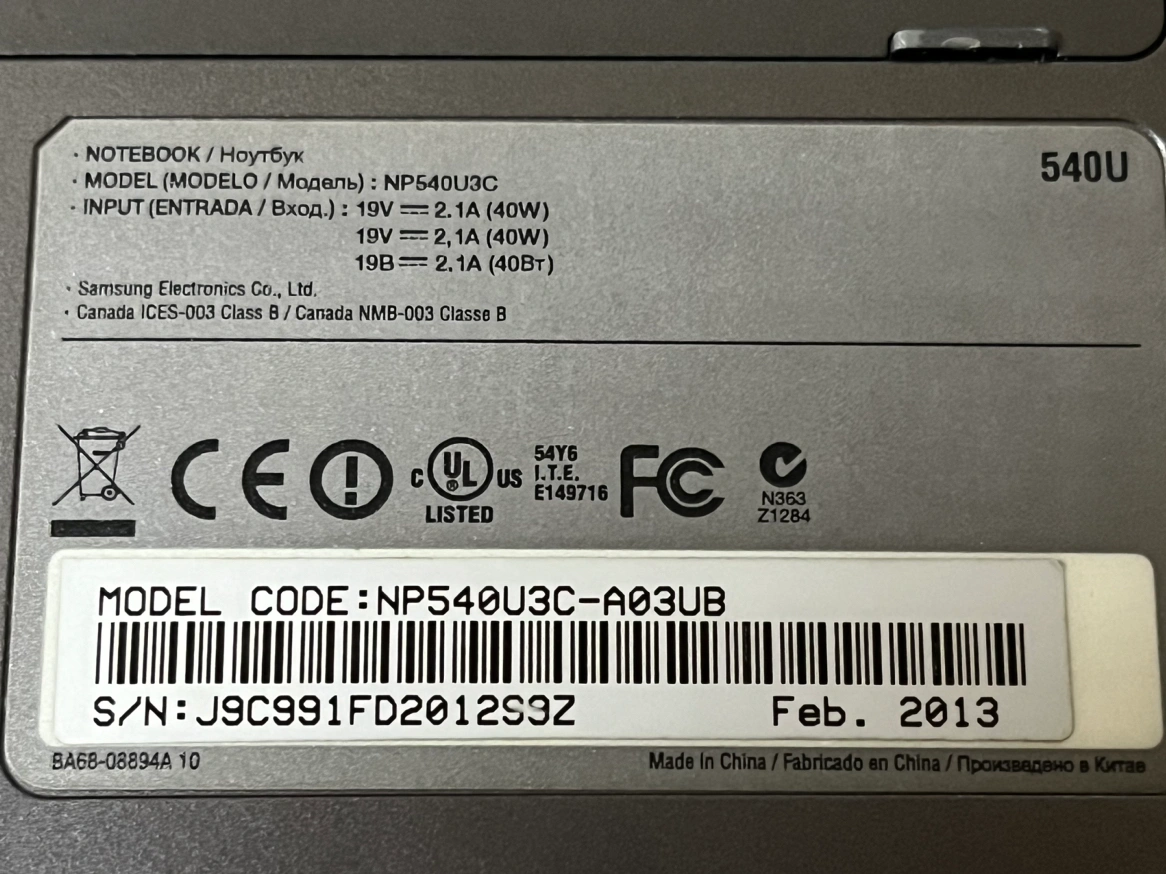 · NOTEBOOK / Ноутбук
540U
· MODEL (MODELO / Модель) : NP540U3C
· INPUT (ENTRADA / Вход.) : 19V ⎓ 2.1A (40W)
19V ⎓ 2,1A (40W)
19В ⎓ 2.1A (40Вт)
· Samsung Electronics Co., Ltd.
· Canada ICES-003 Class B / Canada NMB-003 Classe B
CE
C UL® US
LISTED
54Y6
I.T.E.
E149716
FC
N363
Z1284
MODEL CODE:NP540U3C-A03UB
S/N:J9C991FD2012S9Z
Feb. 2013
BA68-08894A 10
Made in China / Fabricado en China / Произведено в Китае